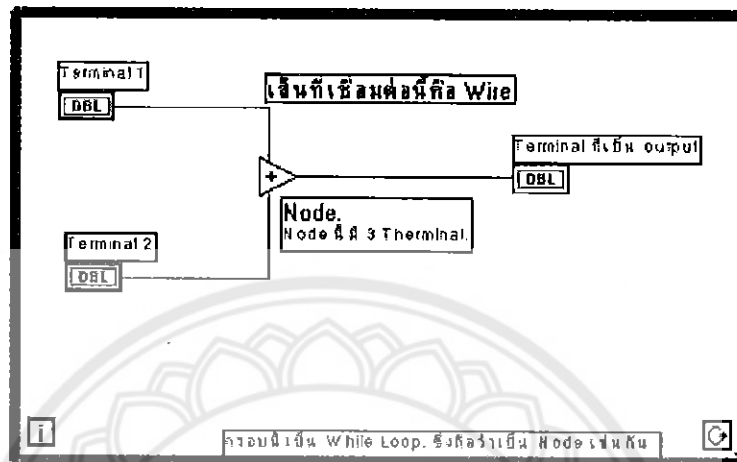 Terminal 1
DBL
เส้นที่เชื่อมต่อนี้คือ Wire
Terminal ที่เป็น output
DBL
+
Node.
Node นี้มี 3 Therminal.
Terminal 2
DBL
i
กรอบนี้เป็น While Loop. ซึ่งถือว่าเป็น Node เช่นกัน